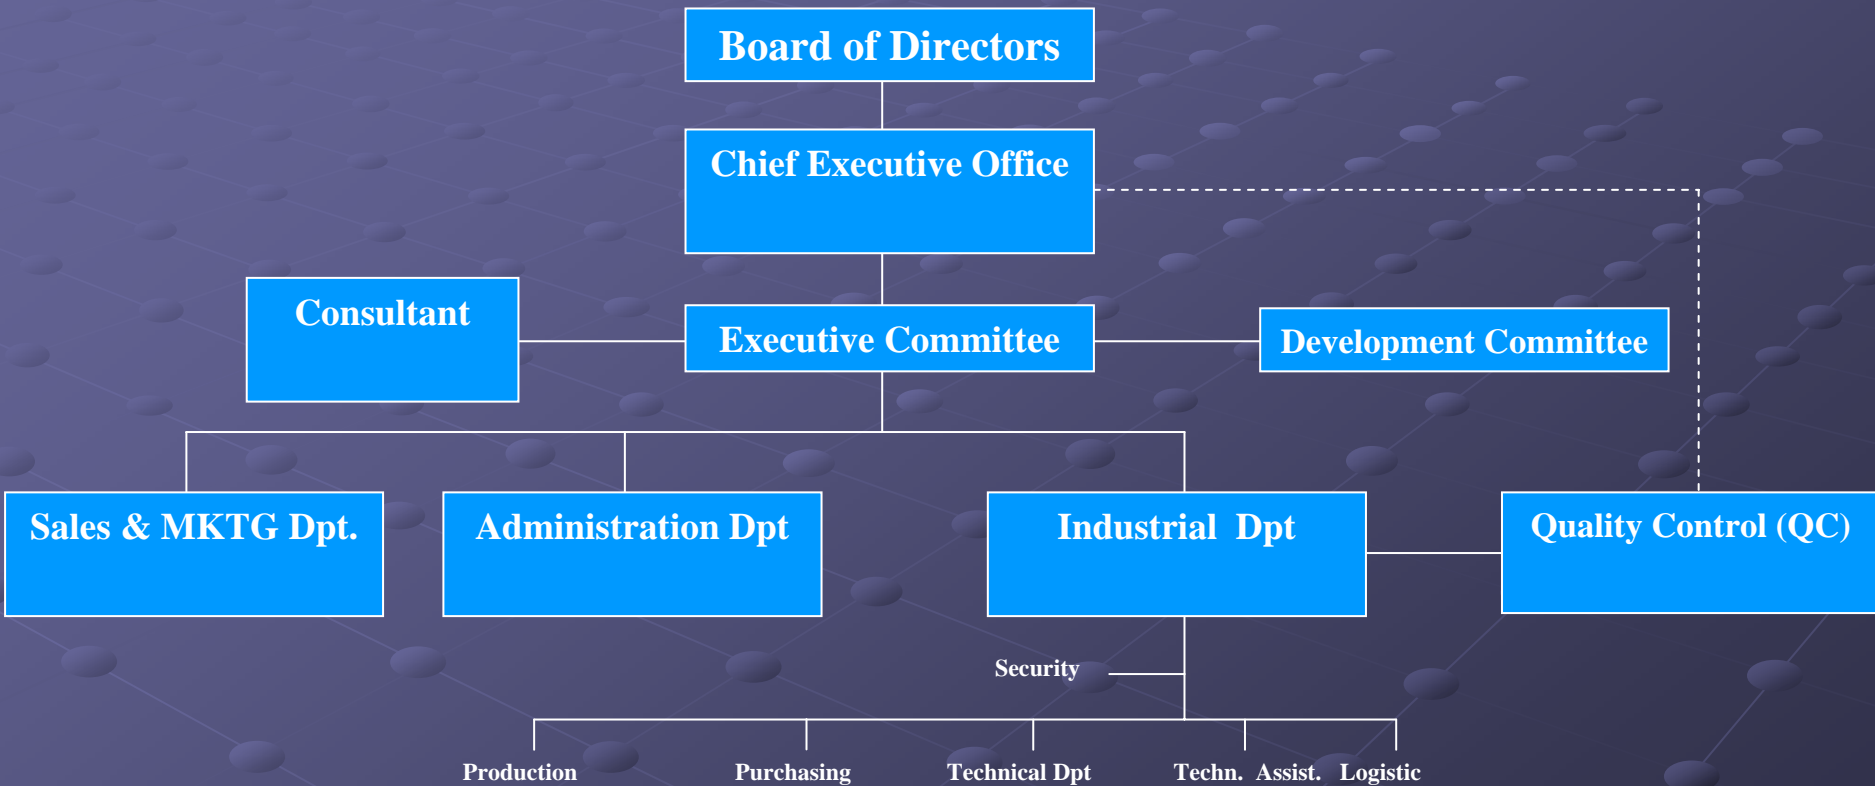 Board of Directors
Chief Executive Office
Consultant
Executive Committee
Development Committee
Sales & MKTG Dpt.
Administration Dpt
Industrial  Dpt
Quality Control (QC)
Security
Production
Purchasing
Technical Dpt
Techn.  Assist.
Logistic